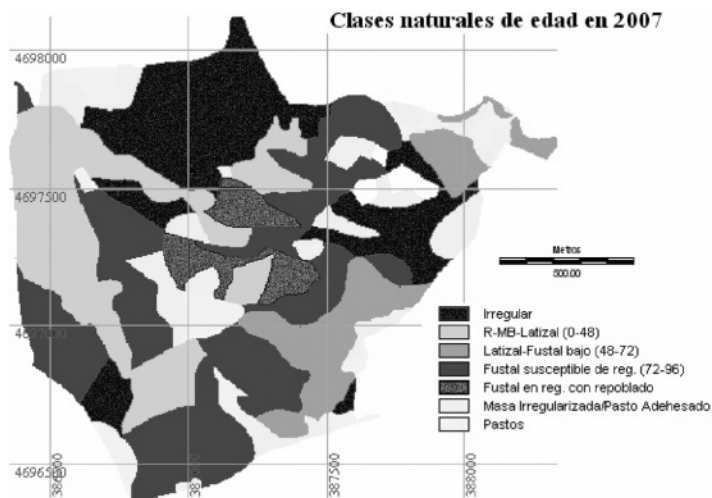 Clases naturales de edad en 2007
4698000
4697500
4697000
4696500
Metros
500.00
Irregular
R-MB-Latizal (0-48)
Latizal-Fustal bajo (48-72)
Fustal susceptible de reg. (72-96)
Fustal en reg. con repoblado
Masa Irregularizada/Pasto Adehesado
Pastos
387500
388000